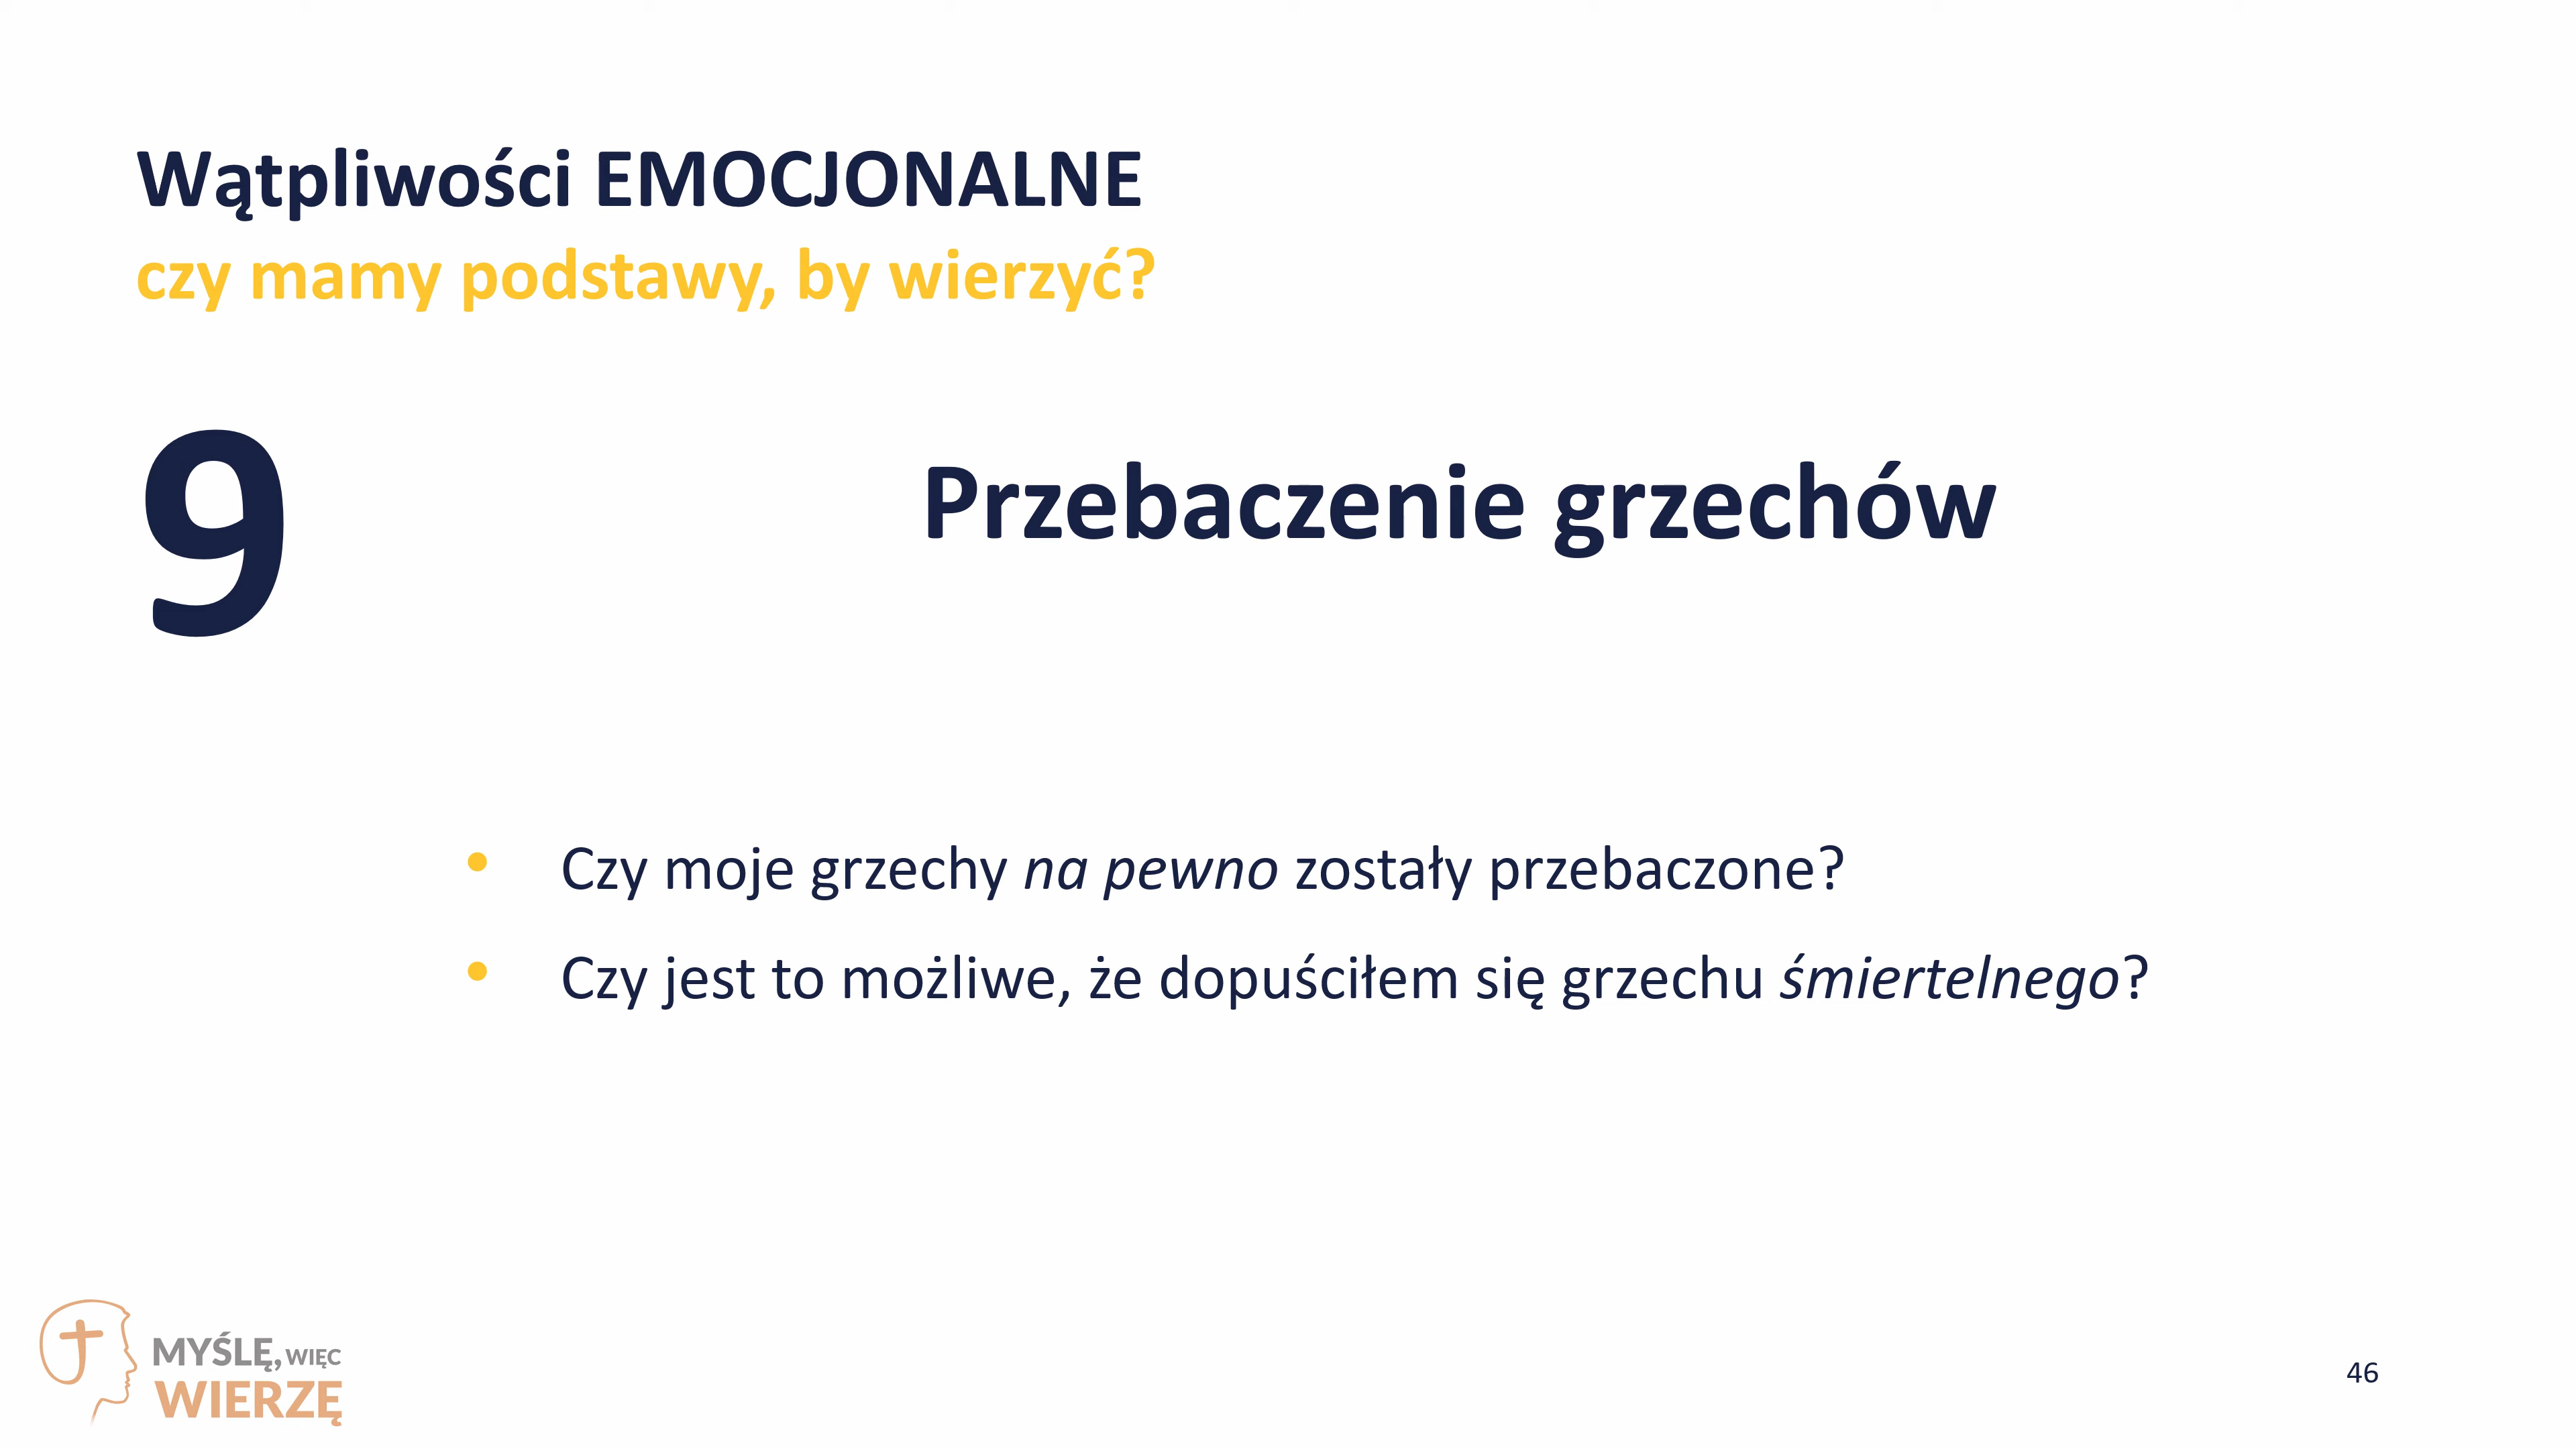 Wątpliwości EMOCJONALNE
czy mamy podstawy, by wierzyć?
9
Przebaczenie grzechów
• Czy moje grzechy na pewno zostały przebaczone?
• Czy jest to możliwe, że dopuściłem się grzechu śmiertelnego?
MYŚLĘ, WIĘC
WIERZĘ
46